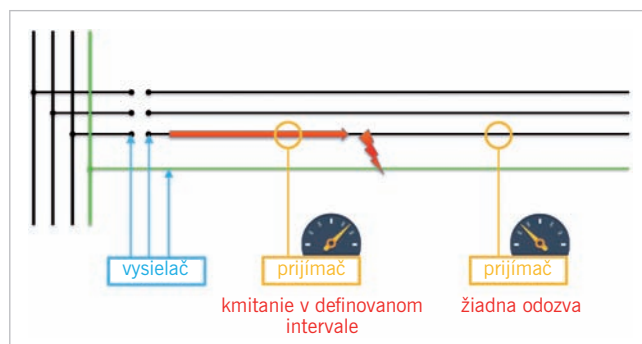 vysielač
prijímač
prijímač
kmitanie v definovanom
intervale
žiadna odozva